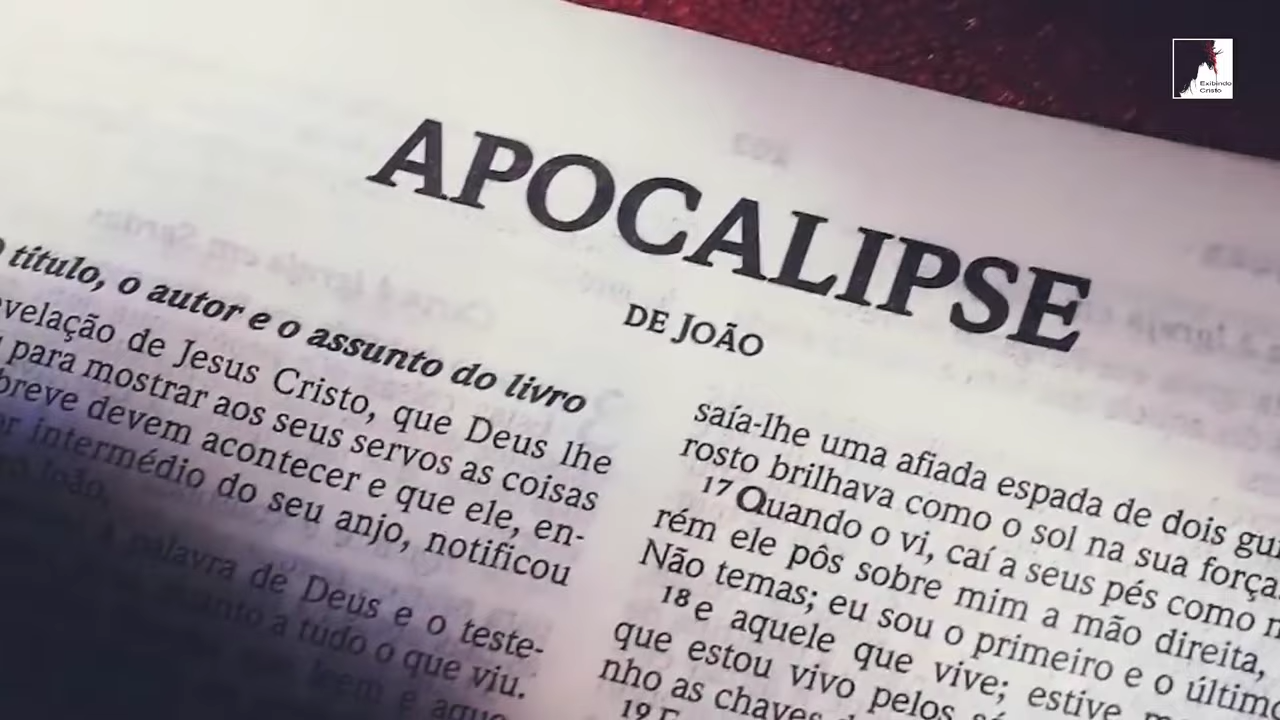 APOCALIPSE
DE JOÃO
título, o autor e o assunto do livro
de Jesus Cristo, que Deus lhe
para mostrar aos seus servos as coisas
breve devem acontecer e que ele, en-
intermédio do seu anjo, notificou
João,
palavra de Deus e o teste-
quanto a tudo o que viu.
leem e
saía-lhe uma afiada espada de dois
rosto brilhava como o sol na sua força.
17 Quando o vi, caí a seus pés como
rém ele pôs sobre mim a mão direita,
Não temas; eu sou o primeiro e o
18 e aquele que vive; estive
que estou vivo pelos
nho as chaves
19
Exibindo
Cristo